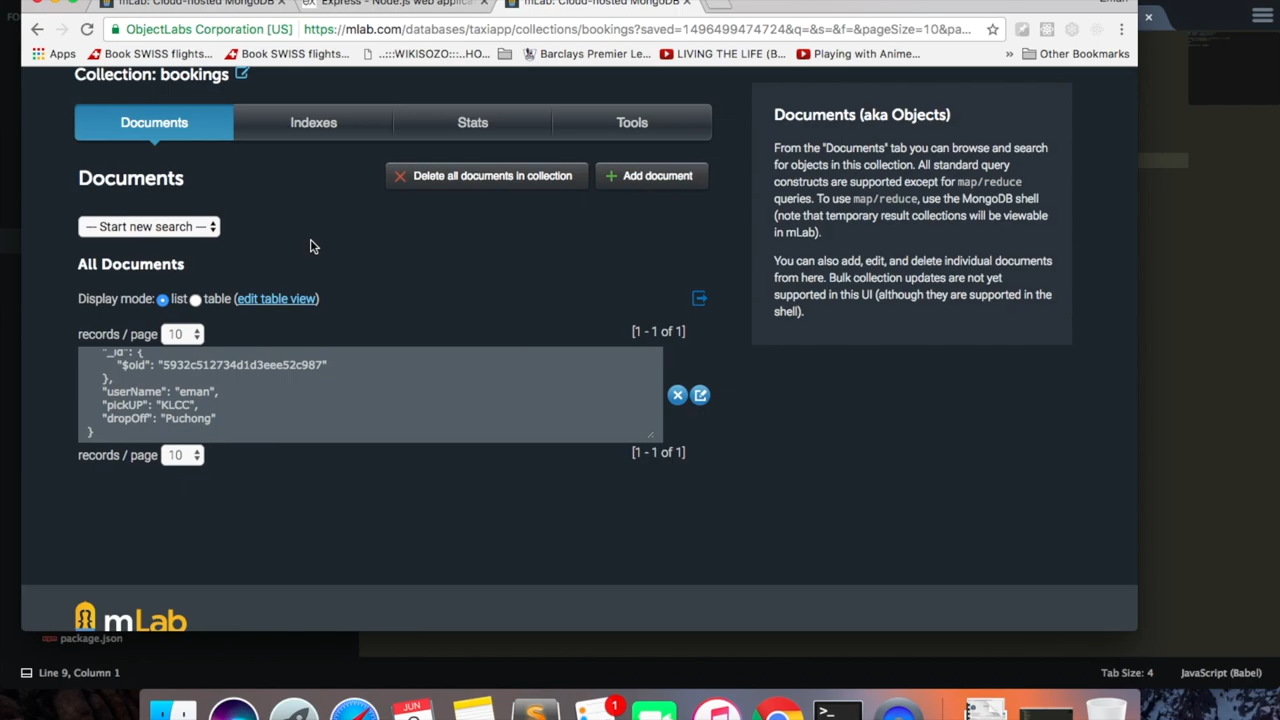 mLab: Cloud-hosted MongoDB
Express - Node.js web applica
mLab: Cloud-hosted MongoDB
ObjectLabs Corporation [US]
https://mlab.com/databases/taxiapp/collections/bookings?saved=1496499474724&q=&s=&f=&pageSize=10&pa...
Apps
Book SWISS flights...
Book SWISS flights...
..:::WIKISOZO:::..HO...
Barclays Premier Le...
LIVING THE LIFE (B...
Playing with Anime...
»
Other Bookmarks
Collection: bookings
Documents
Indexes
Stats
Tools
Documents
Delete all documents in collection
Add document
— Start new search —
All Documents
Display mode: list table (edit table view)
records / page 10
[1 - 1 of 1]
"_id": {
"$oid": "5932c512734d1d3eee52c987"
},
"userName": "eman",
"pickUP": "KLCC",
"dropOff": "Puchong"
}
records / page 10
[1 - 1 of 1]
Documents (aka Objects)
From the "Documents" tab you can browse and search
for objects in this collection. All standard query
constructs are supported except for map/reduce
queries. To use map/reduce, use the MongoDB shell
(note that temporary result collections will be viewable
in mLab).
You can also add, edit, and delete individual documents
from here. Bulk collection updates are not yet
supported in this UI (although they are supported in the
shell).
mLab
package.json
Line 9, Column 1
Tab Size: 4
JavaScript (Babel)
JUN
1